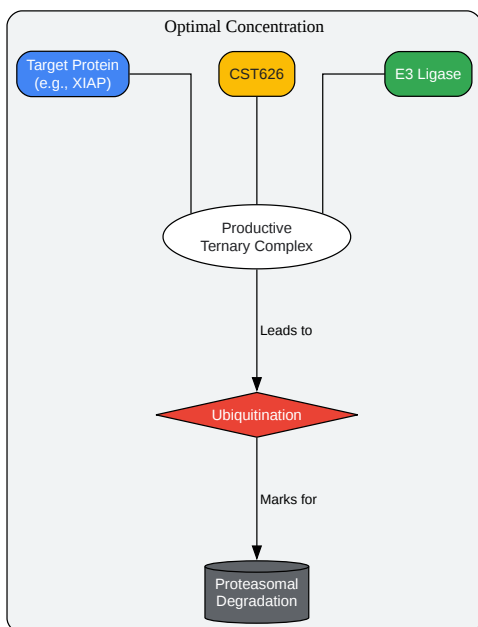 Optimal Concentration
Target Protein
(e.g., XIAP)
CST626
E3 Ligase
Productive
Ternary Complex
Leads to
Ubiquitination
Marks for
Proteasomal
Degradation